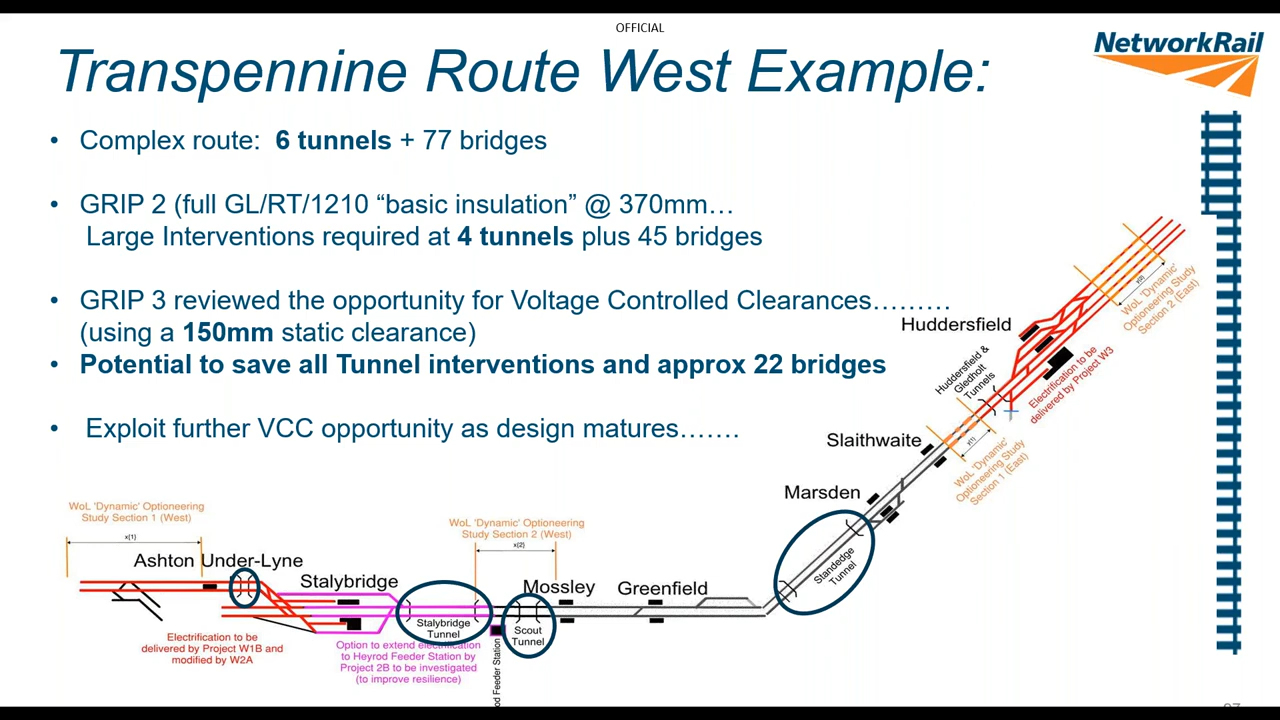 OFFICIAL
Transpennine Route West Example:
NetworkRail
• Complex route: 6 tunnels + 77 bridges
• GRIP 2 (full GL/RT/1210 “basic insulation” @ 370mm…
Large Interventions required at 4 tunnels plus 45 bridges
• GRIP 3 reviewed the opportunity for Voltage Controlled Clearances………
(using a 150mm static clearance)
• Potential to save all Tunnel interventions and approx 22 bridges
• Exploit further VCC opportunity as design matures…….
WoL 'Dynamic'
Optioneering Study
Section 2 (East)
x(2)
Huddersfield
Huddersfield &
Gledholt
Tunnels
Electrification to be
delivered by Project W3
Slaithwaite
x(1)
WoL 'Dynamic'
Optioneering Study
Section 1 (East)
Marsden
Standedge
Tunnel
WoL 'Dynamic' Optioneering
Study Section 1 (West)
x(1)
Ashton Under-Lyne
Stalybridge
WoL 'Dynamic' Optioneering
Study Section 2 (West)
x(2)
Mossley
Greenfield
Stalybridge
Tunnel
Scout
Tunnel
Electrification to be
delivered by Project W1B and
modified by W2A
Option to extend electrification
to Heyrod Feeder Station by
Project 2B to be investigated
(to improve resilience)
Feeder Station